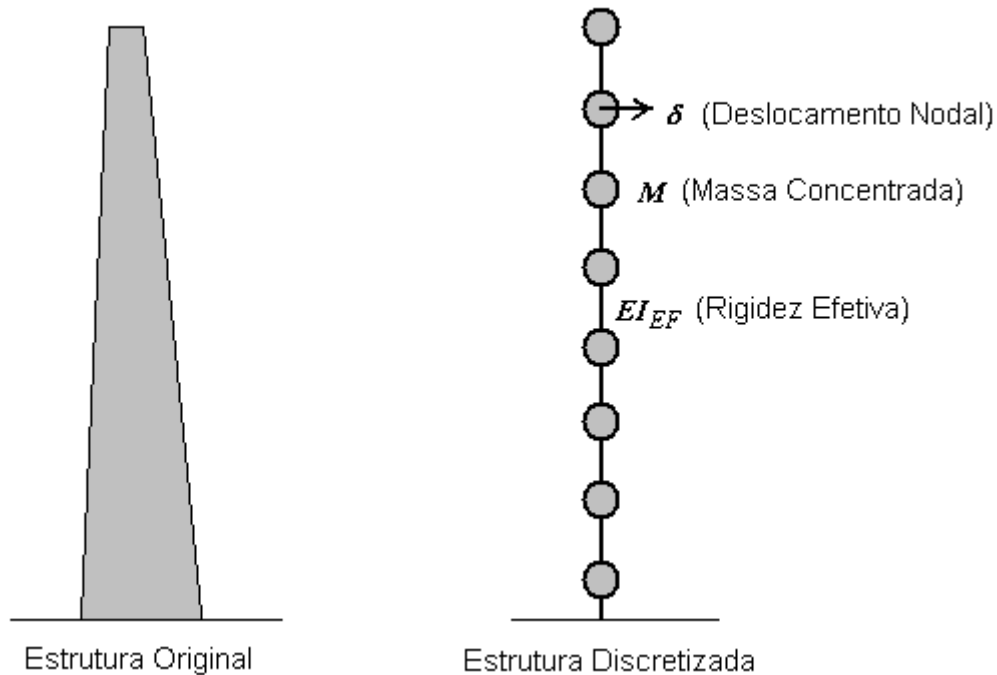 δ (Deslocamento Nodal)
M (Massa Concentrada)
EI_EF (Rigidez Efetiva)
Estrutura Original
Estrutura Discretizada